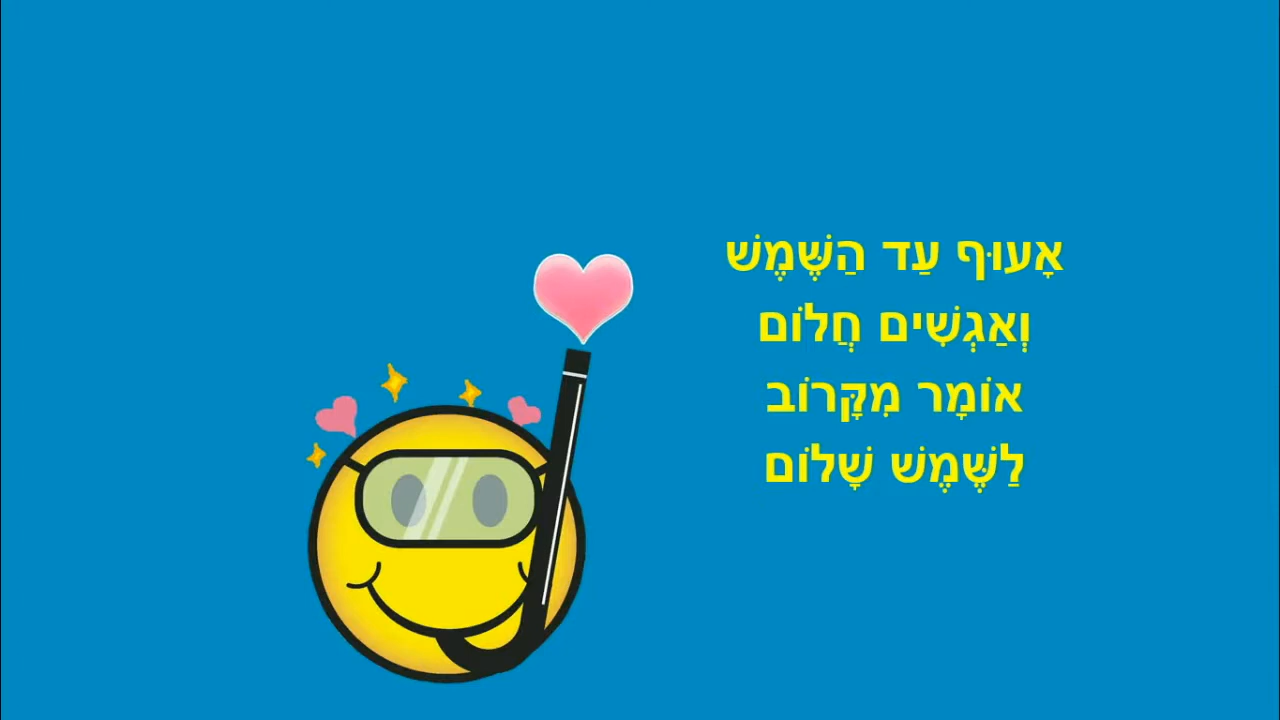 אָעוּף עַד הַשֶּׁמֶשׁ
וְאַגְשִׁים חֲלוֹם
אוֹמָר מִקָּרוֹב
לַשֶּׁמֶשׁ שָׁלוֹם